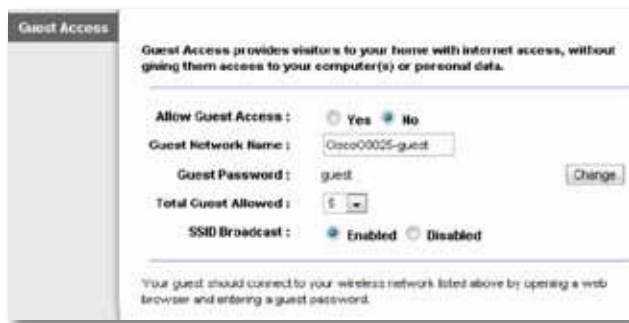 Guest Access
Guest Access provides visitors to your home with internet access, without
giving them access to your computer(s) or personal data.
Allow Guest Access : Yes No
Guest Network Name : Cisco00025-guest
Guest Password : guest Change
Total Guest Allowed : 5
SSID Broadcast : Enabled Disabled
Your guest should connect to your wireless network listed above by opening a web
browser and entering a guest password.